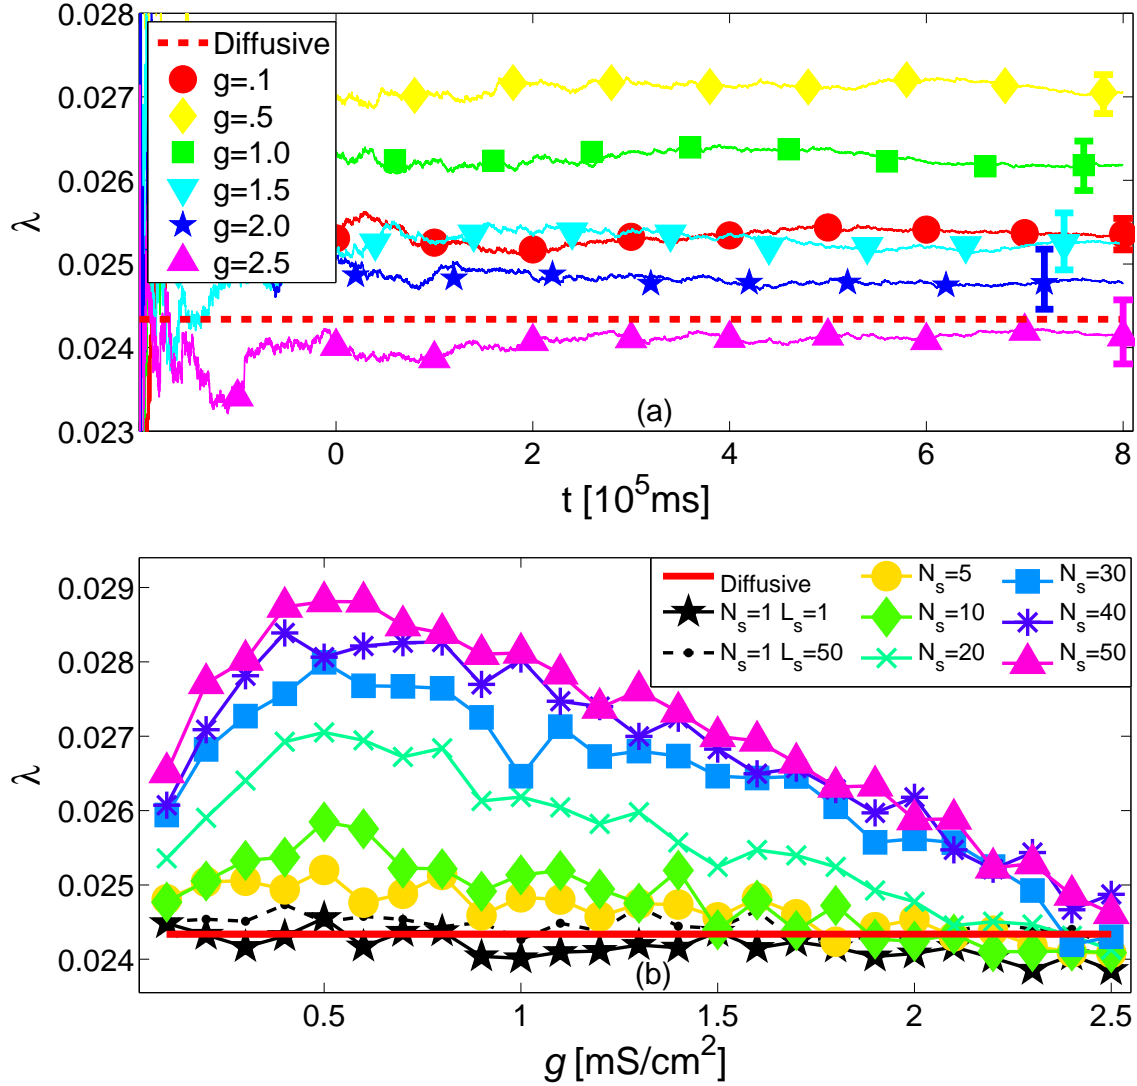 0.028
0.027
0.026
0.025
0.024
0.023
λ
Diffusive
g=.1
g=.5
g=1.0
g=1.5
g=2.0
g=2.5
(a)
0 2 4 6 8
t [10^5ms]
0.029
0.028
0.027
0.026
0.025
0.024
λ
Diffusive
N_s=1 L_s=1
N_s=1 L_s=50
N_s=5
N_s=10
N_s=20
N_s=30
N_s=40
N_s=50
(b)
0.5 1 1.5 2 2.5
g [mS/cm^2]